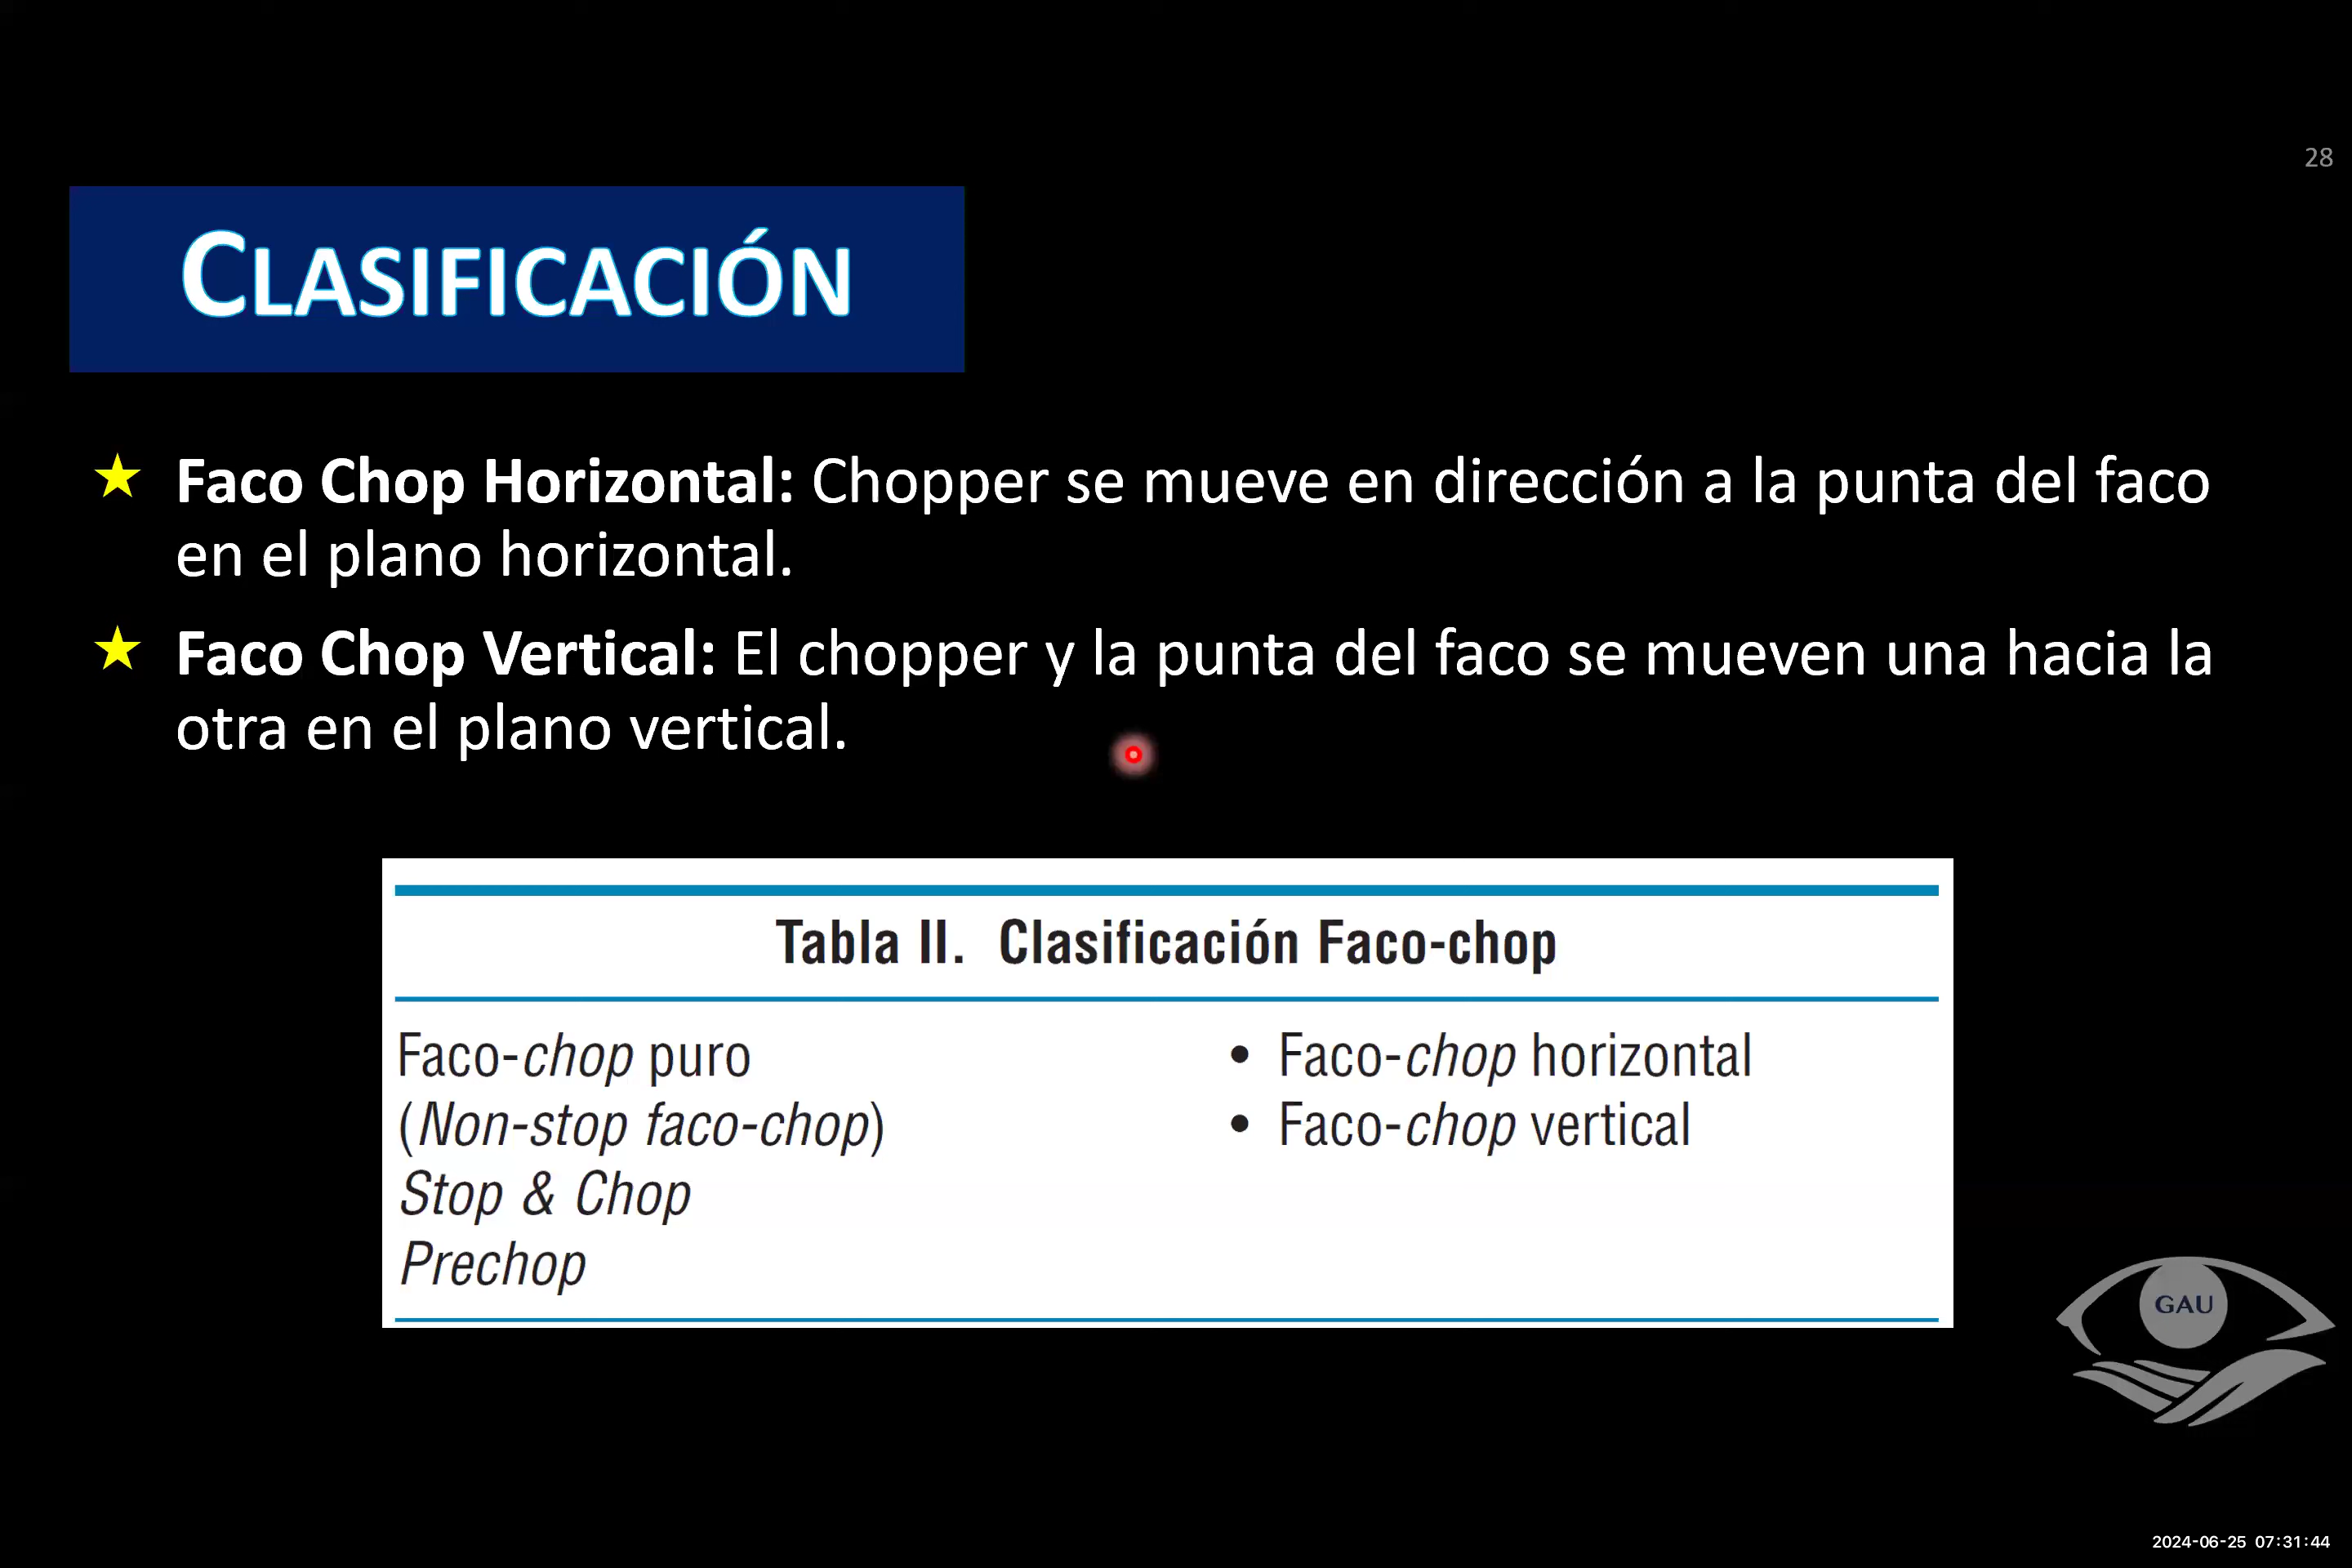 28
CLASIFICACIÓN
Faco Chop Horizontal: Chopper se mueve en dirección a la punta del faco
en el plano horizontal.
Faco Chop Vertical: El chopper y la punta del faco se mueven una hacia la
otra en el plano vertical.
Tabla II. Clasificación Faco-chop
Faco-chop puro • Faco-chop horizontal
(Non-stop faco-chop) • Faco-chop vertical
Stop & Chop
Prechop
GAU
2024-06-25 07:31:44